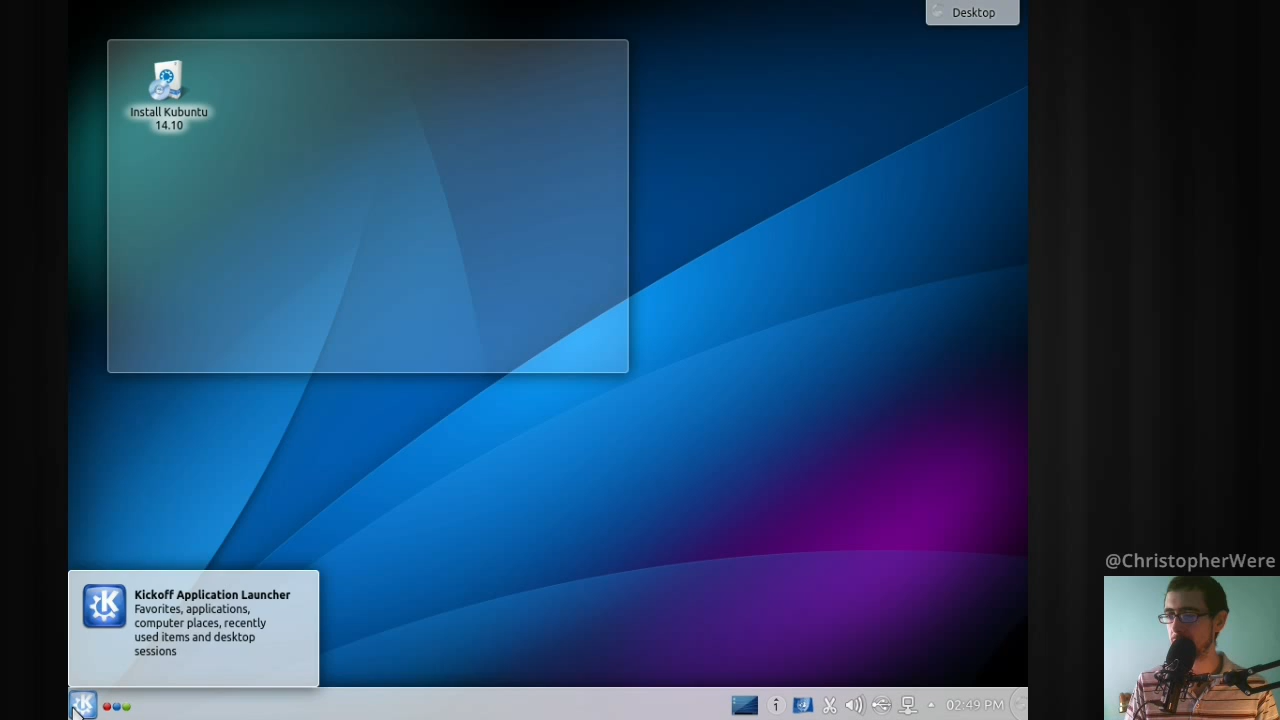 Desktop
Install Kubuntu
14.10
@ChristopherWere
Kickoff Application Launcher
Favorites, applications,
computer places, recently
used items and desktop
sessions
02:49 PM